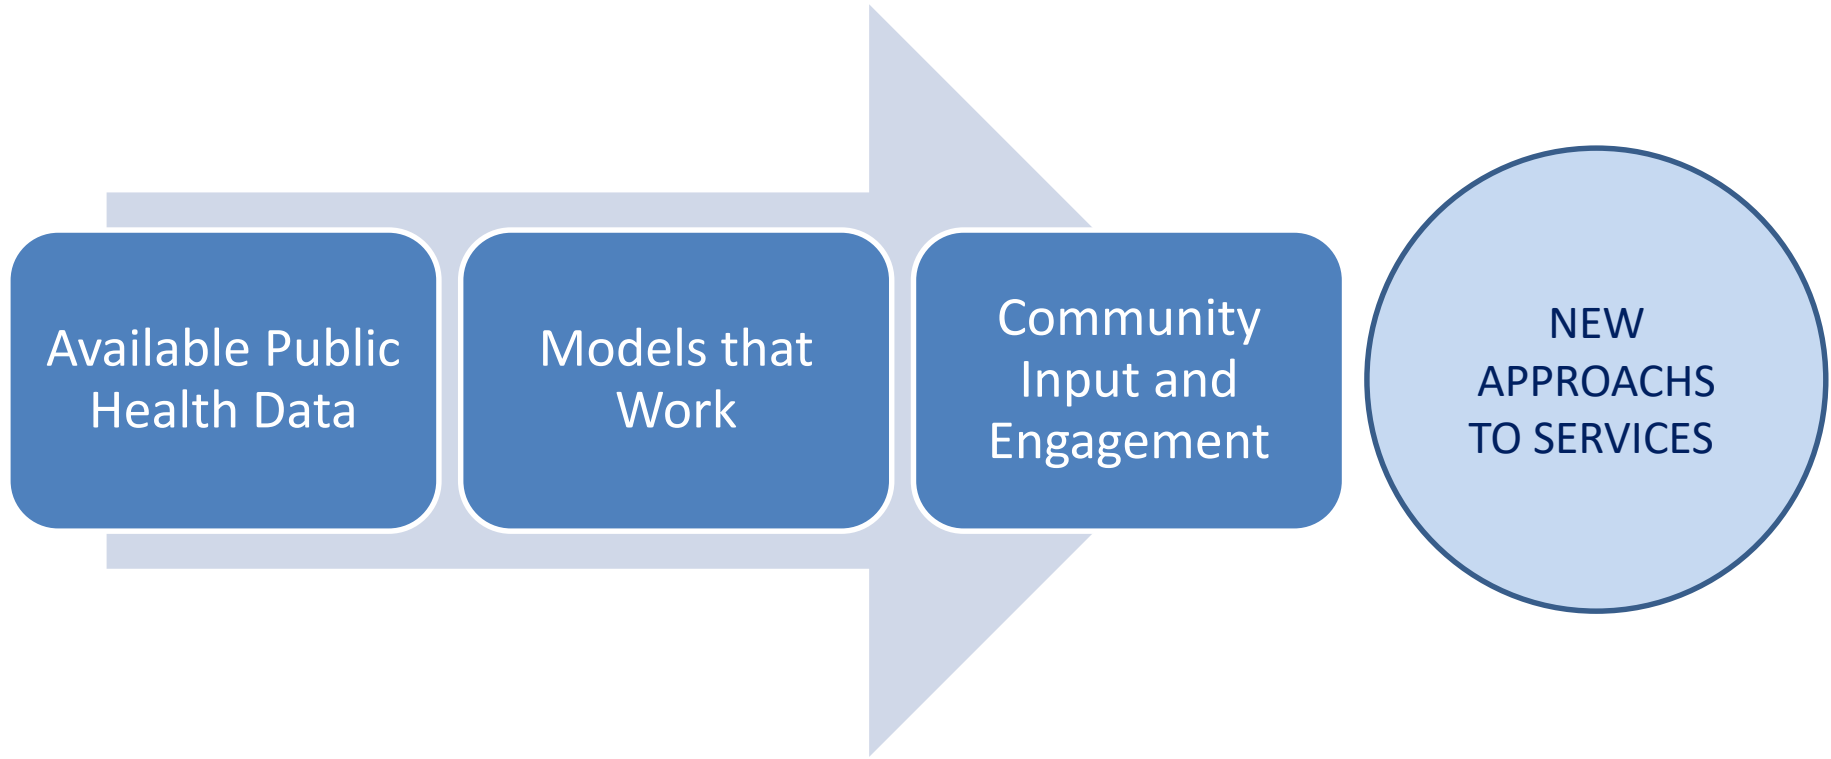 Available Public
Health Data
Models that
Work
Community
Input and
Engagement
NEW
APPROACHS
TO SERVICES